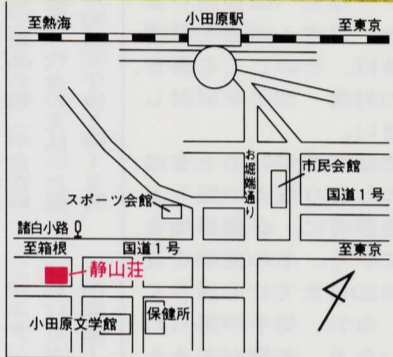 小田原駅
至熱海
至東京
お堀端通り
市民会館
スポーツ会館
国道1号
諸白小路
至箱根
国道1号
至東京
静山荘
保健所
小田原文学館